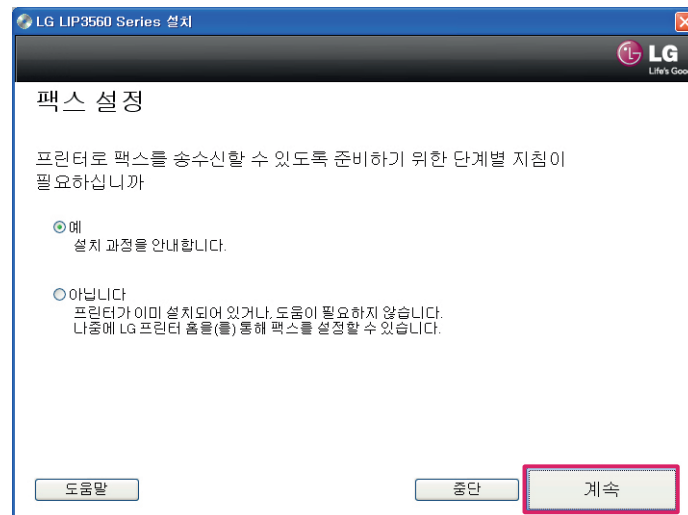 LG LIP3560 Series 설치
LG
Life's Good
팩스 설정
프린터로 팩스를 송수신할 수 있도록 준비하기 위한 단계별 지침이
필요하십니까
예
설치 과정을 안내합니다.
아닙니다
프린터가 이미 설치되어 있거나, 도움이 필요하지 않습니다.
나중에 LG 프린터 홈을(를) 통해 팩스를 설정할 수 있습니다.
도움말
중단
계속